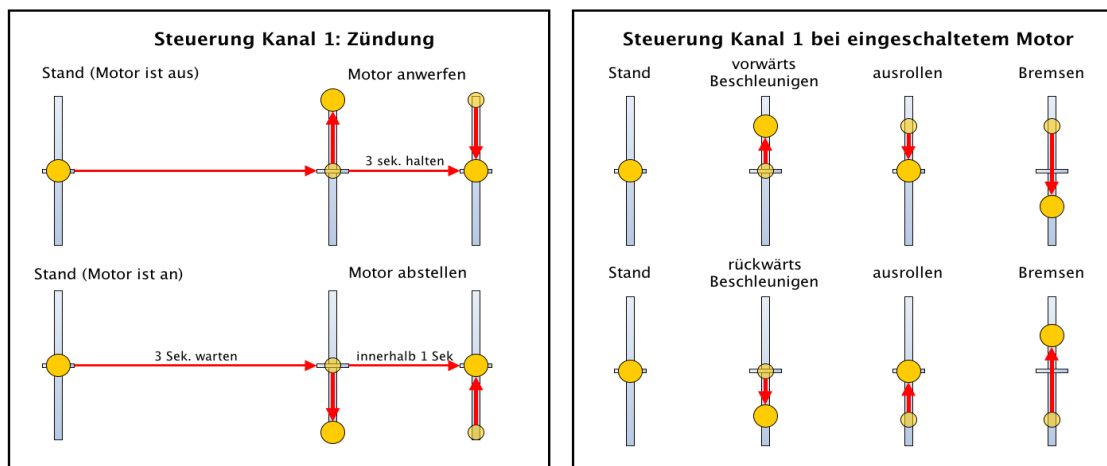 Steuerung Kanal 1: Zündung
Stand (Motor ist aus)
Motor anwerfen
3 sek. halten
Stand (Motor ist an)
Motor abstellen
3 Sek. warten
innerhalb 1 Sek
Steuerung Kanal 1 bei eingeschaltetem Motor
Stand
vorwärts
Beschleunigen
ausrollen
Bremsen
Stand
rückwärts
Beschleunigen
ausrollen
Bremsen